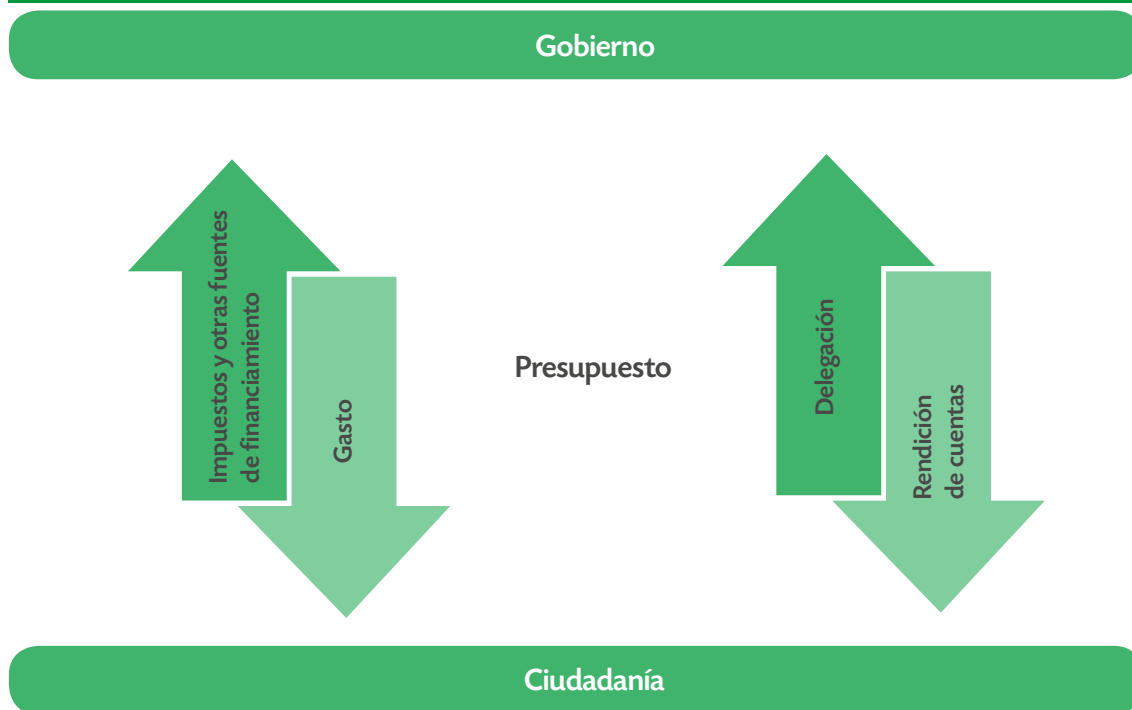 Gobierno
Impuestos y otras fuentes
de financiamiento
Gasto
Presupuesto
Delegación
Rendición
de cuentas
Ciudadanía